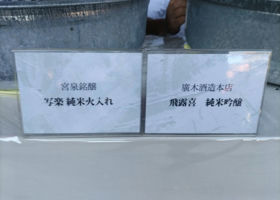 宮泉銘醸
写楽 純米火入れ
廣木酒造本店
飛露喜　純米吟醸